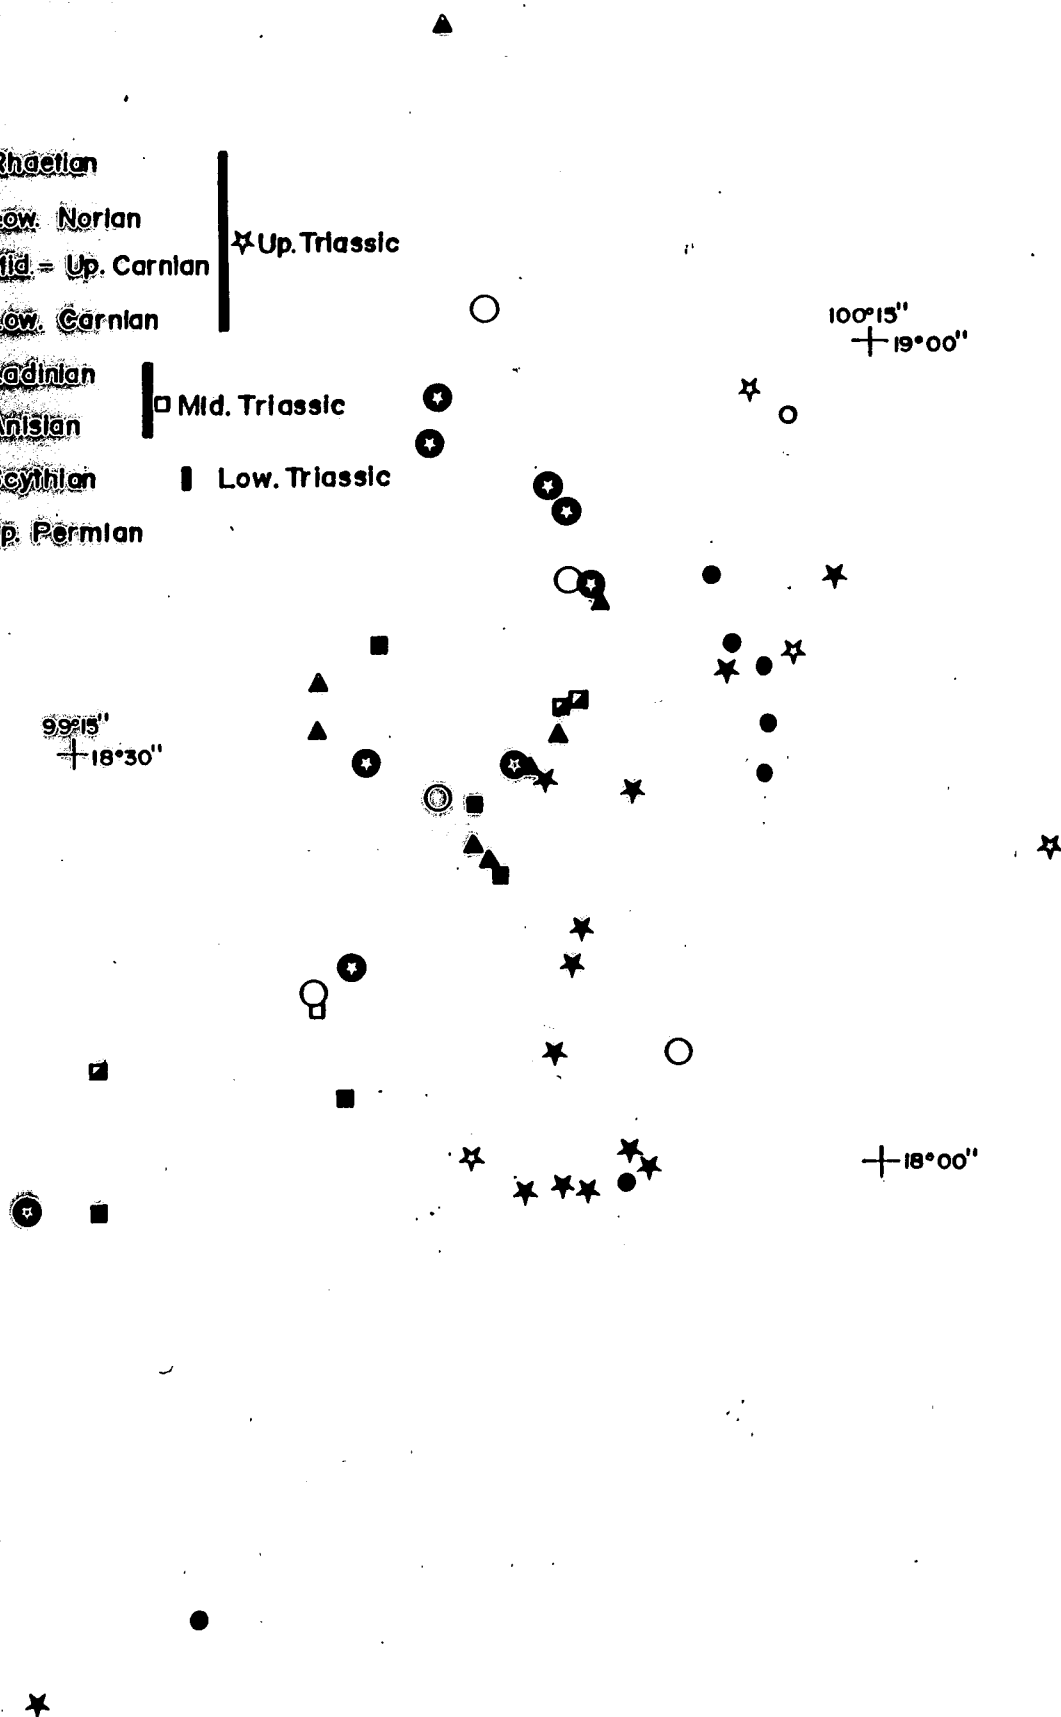 Rhaetian
Low. Norian
☆ Up. Triassic
Mid. - Up. Carnian
Low. Carnian
100°15"
19°00"
Ladinian
□ Mid. Triassic
Anisian
Scythian
Low. Triassic
Up. Permian
99°15"
18°30"
18°00"